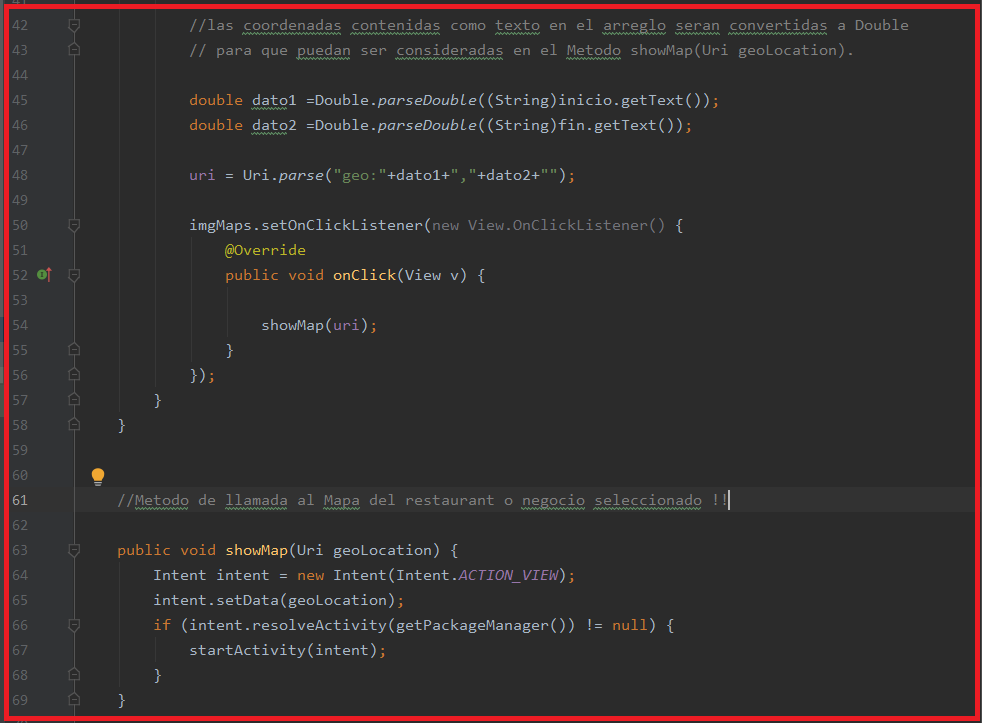 42 //las coordenadas contenidas como texto en el arreglo seran convertidas a Double
43 // para que puedan ser consideradas en el Metodo showMap(Uri geoLocation).
44
45 double dato1 =Double.parseDouble((String)inicio.getText());
46 double dato2 =Double.parseDouble((String)fin.getText());
47
48 uri = Uri.parse("geo:"+dato1+","+dato2+"");
49
50 imgMaps.setOnClickListener(new View.OnClickListener() {
51 @Override
52 public void onClick(View v) {
53
54 showMap(uri);
55 }
56 });
57 }
58 }
59
60
61 //Metodo de llamada al Mapa del restaurant o negocio seleccionado !!
62
63 public void showMap(Uri geoLocation) {
64 Intent intent = new Intent(Intent.ACTION_VIEW);
65 intent.setData(geoLocation);
66 if (intent.resolveActivity(getPackageManager()) != null) {
67 startActivity(intent);
68 }
69 }